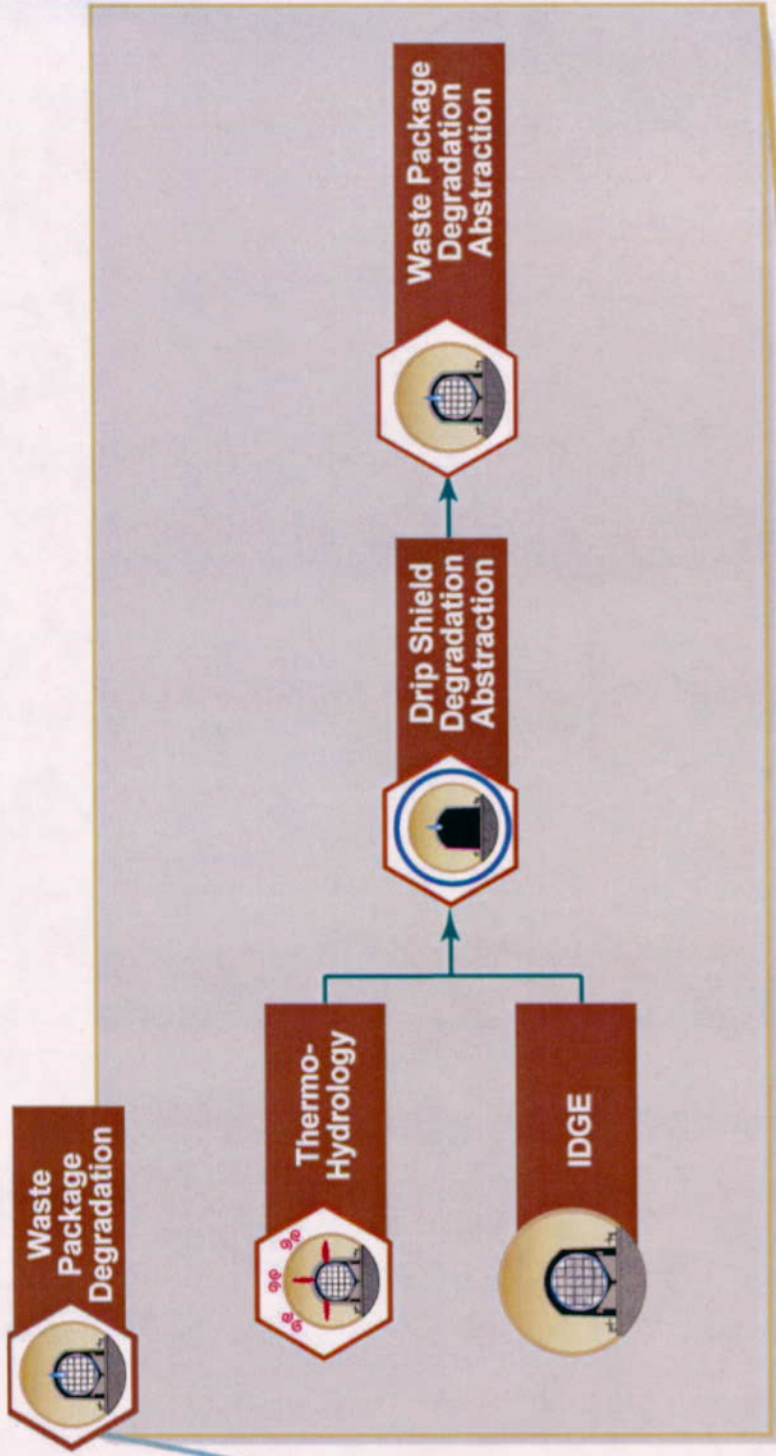 Waste
Package
Degradation
Thermo-
Hydrology
IDGE
Drip Shield
Degradation
Abstraction
Waste Package
Degradation
Abstraction